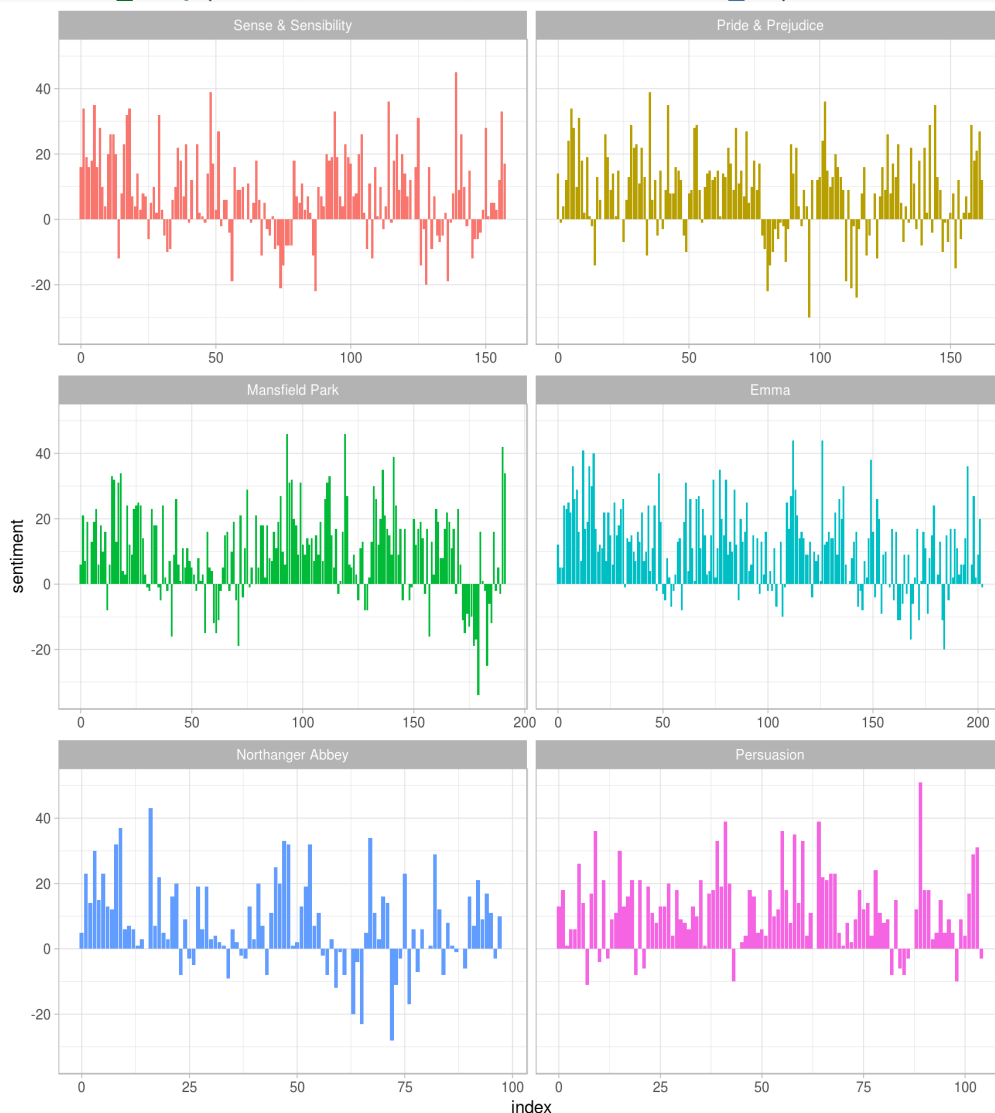 Sense & Sensibility
Pride & Prejudice
40
20
0
-20
0 50 100 150
0 50 100 150
Mansfield Park
Emma
40
20
0
-20
0 50 100 150 200
0 50 100 150 200
Northanger Abbey
Persuasion
40
20
0
-20
0 25 50 75 100
0 25 50 75 100
sentiment
index